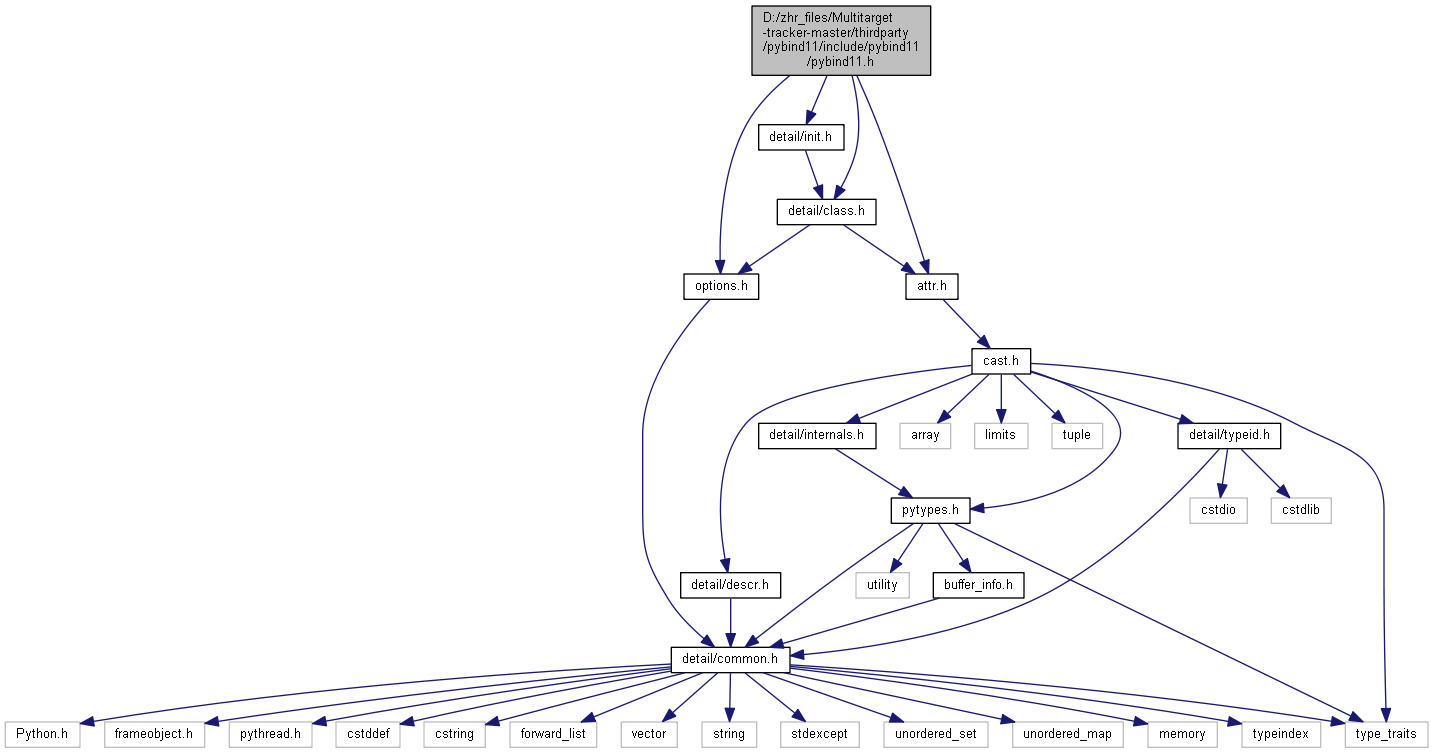 D:/zhr_files/Multitarget
-tracker-master/thirdparty
/pybind11/include/pybind11
/pybind11.h
detail/init.h
detail/class.h
options.h
attr.h
cast.h
detail/internals.h
array
limits
tuple
detail/typeid.h
pytypes.h
cstdio
cstdlib
detail/descr.h
utility
buffer_info.h
detail/common.h
Python.h
frameobject.h
pythread.h
cstddef
cstring
forward_list
vector
string
stdexcept
unordered_set
unordered_map
memory
typeindex
type_traits